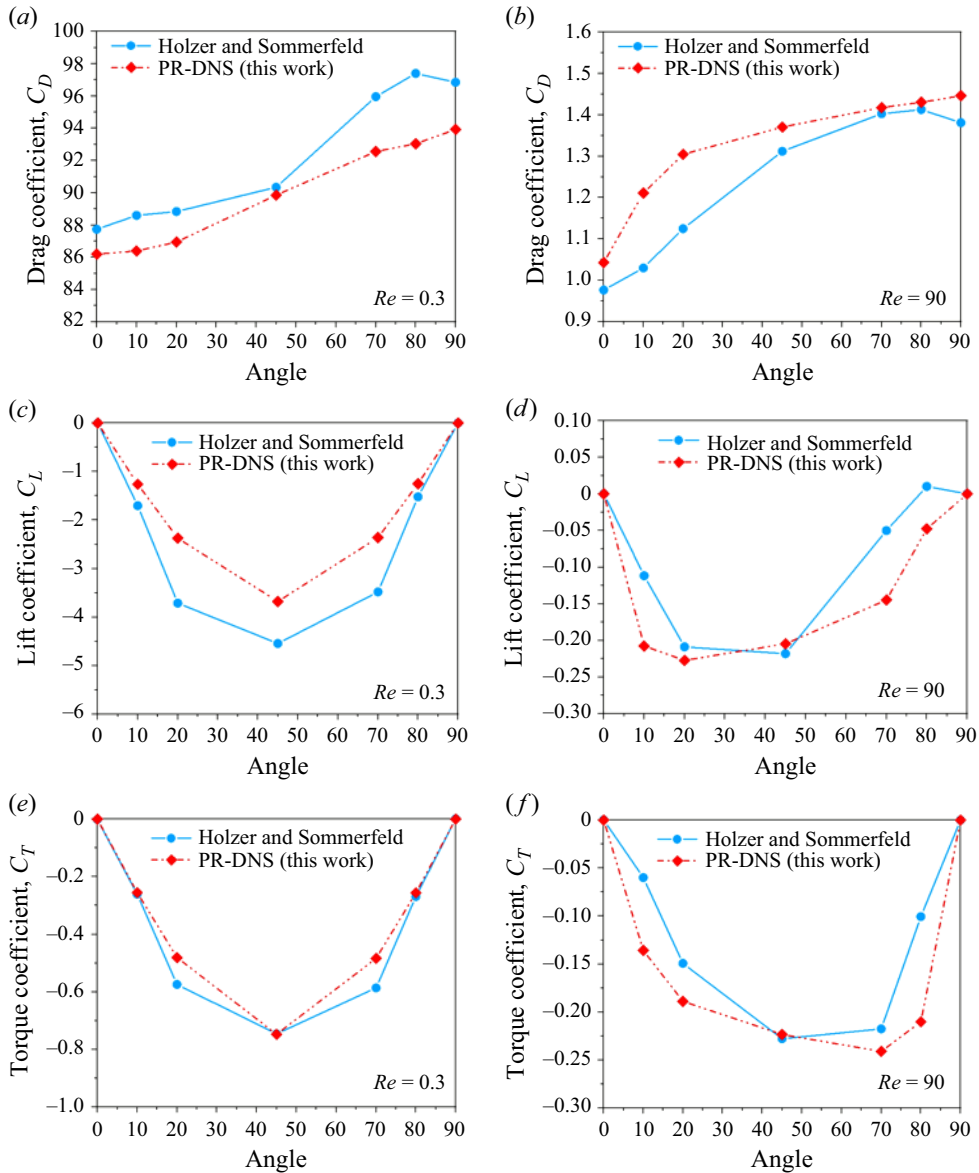 (a)
100
98
96
94
92
90
88
86
84
82
Drag coefficient, C_D
Holzer and Sommerfeld
PR-DNS (this work)
Re = 0.3
0 10 20 30 40 50 60 70 80 90
Angle
(b)
1.6
1.5
1.4
1.3
1.2
1.1
1.0
0.9
Drag coefficient, C_D
Holzer and Sommerfeld
PR-DNS (this work)
Re = 90
0 10 20 30 40 50 60 70 80 90
Angle
(c)
0
–1
–2
–3
–4
–5
–6
Lift coefficient, C_L
Holzer and Sommerfeld
PR-DNS (this work)
Re = 0.3
0 10 20 30 40 50 60 70 80 90
Angle
(d)
0.10
0.05
0
–0.05
–0.10
–0.15
–0.20
–0.25
–0.30
Lift coefficient, C_L
Holzer and Sommerfeld
PR-DNS (this work)
Re = 90
0 10 20 30 40 50 60 70 80 90
Angle
(e)
0
–0.2
–0.4
–0.6
–0.8
–1.0
Torque coefficient, C_T
Holzer and Sommerfeld
PR-DNS (this work)
Re = 0.3
0 10 20 30 40 50 60 70 80 90
Angle
(f)
0
–0.05
–0.10
–0.15
–0.20
–0.25
–0.30
Torque coefficient, C_T
Holzer and Sommerfeld
PR-DNS (this work)
Re = 90
0 10 20 30 40 50 60 70 80 90
Angle